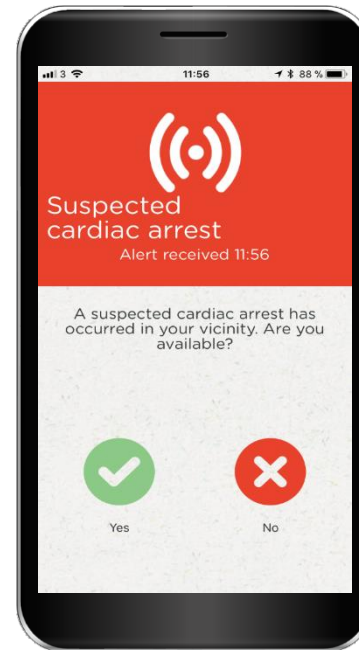 3 11:56 88 %
Suspected
cardiac arrest
Alert received 11:56
A suspected cardiac arrest has
occurred in your vicinity. Are you
available?
Yes No